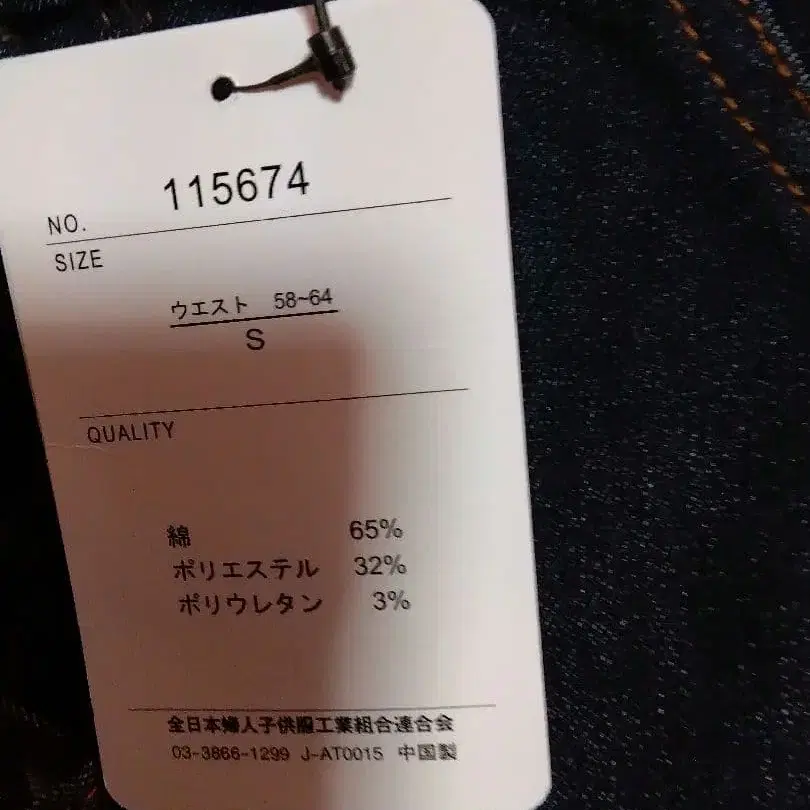 NO. 115674
SIZE
ウエスト 58~64
S
QUALITY
綿 65%
ポリエステル 32%
ポリウレタン 3%
全日本婦人子供服工業組合連合会
03-3866-1299 J-AT0015 中国製